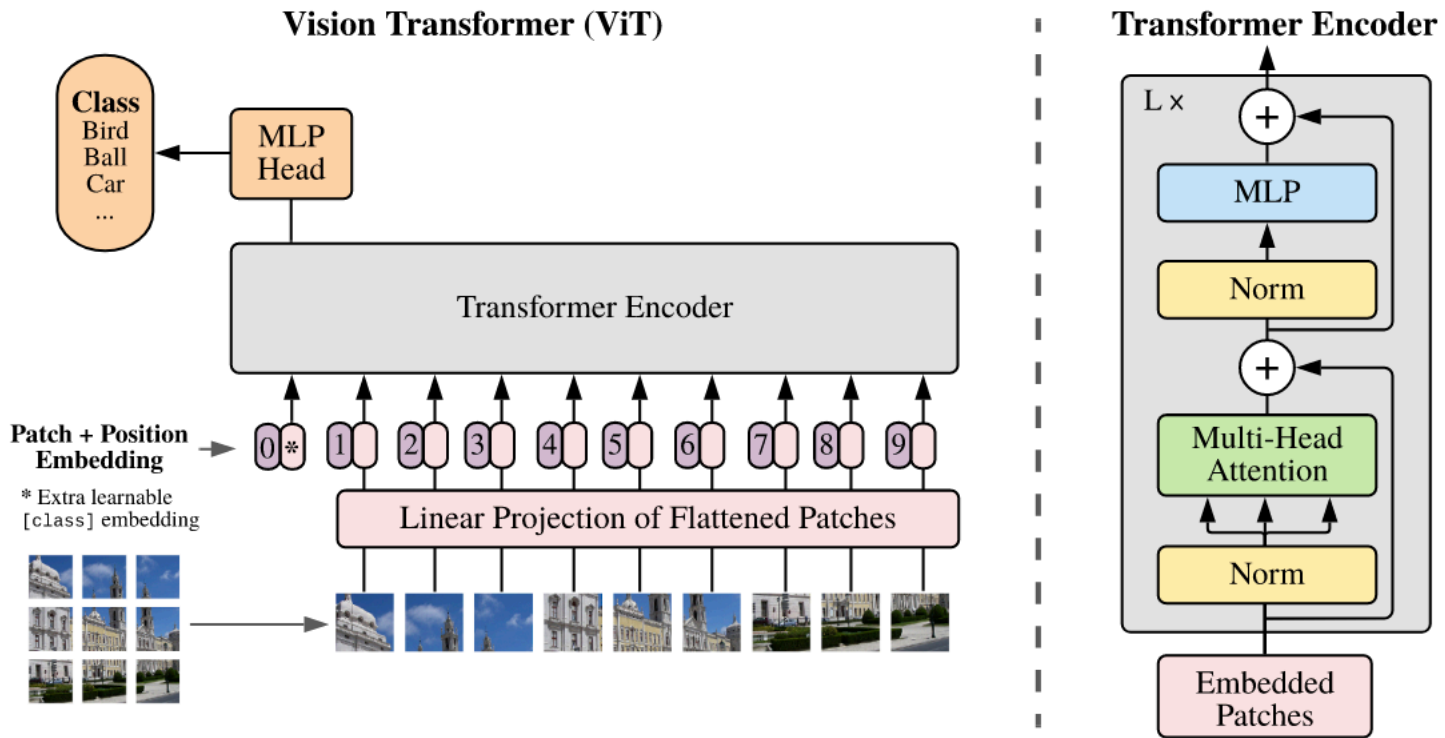 Vision Transformer (ViT)
Class
Bird
Ball
Car
...
MLP
Head
Transformer Encoder
Patch + Position
Embedding
0 * 1 2 3 4 5 6 7 8 9
* Extra learnable
[class] embedding
Linear Projection of Flattened Patches
Transformer Encoder
L ×
+
MLP
Norm
+
Multi-Head
Attention
Norm
Embedded
Patches